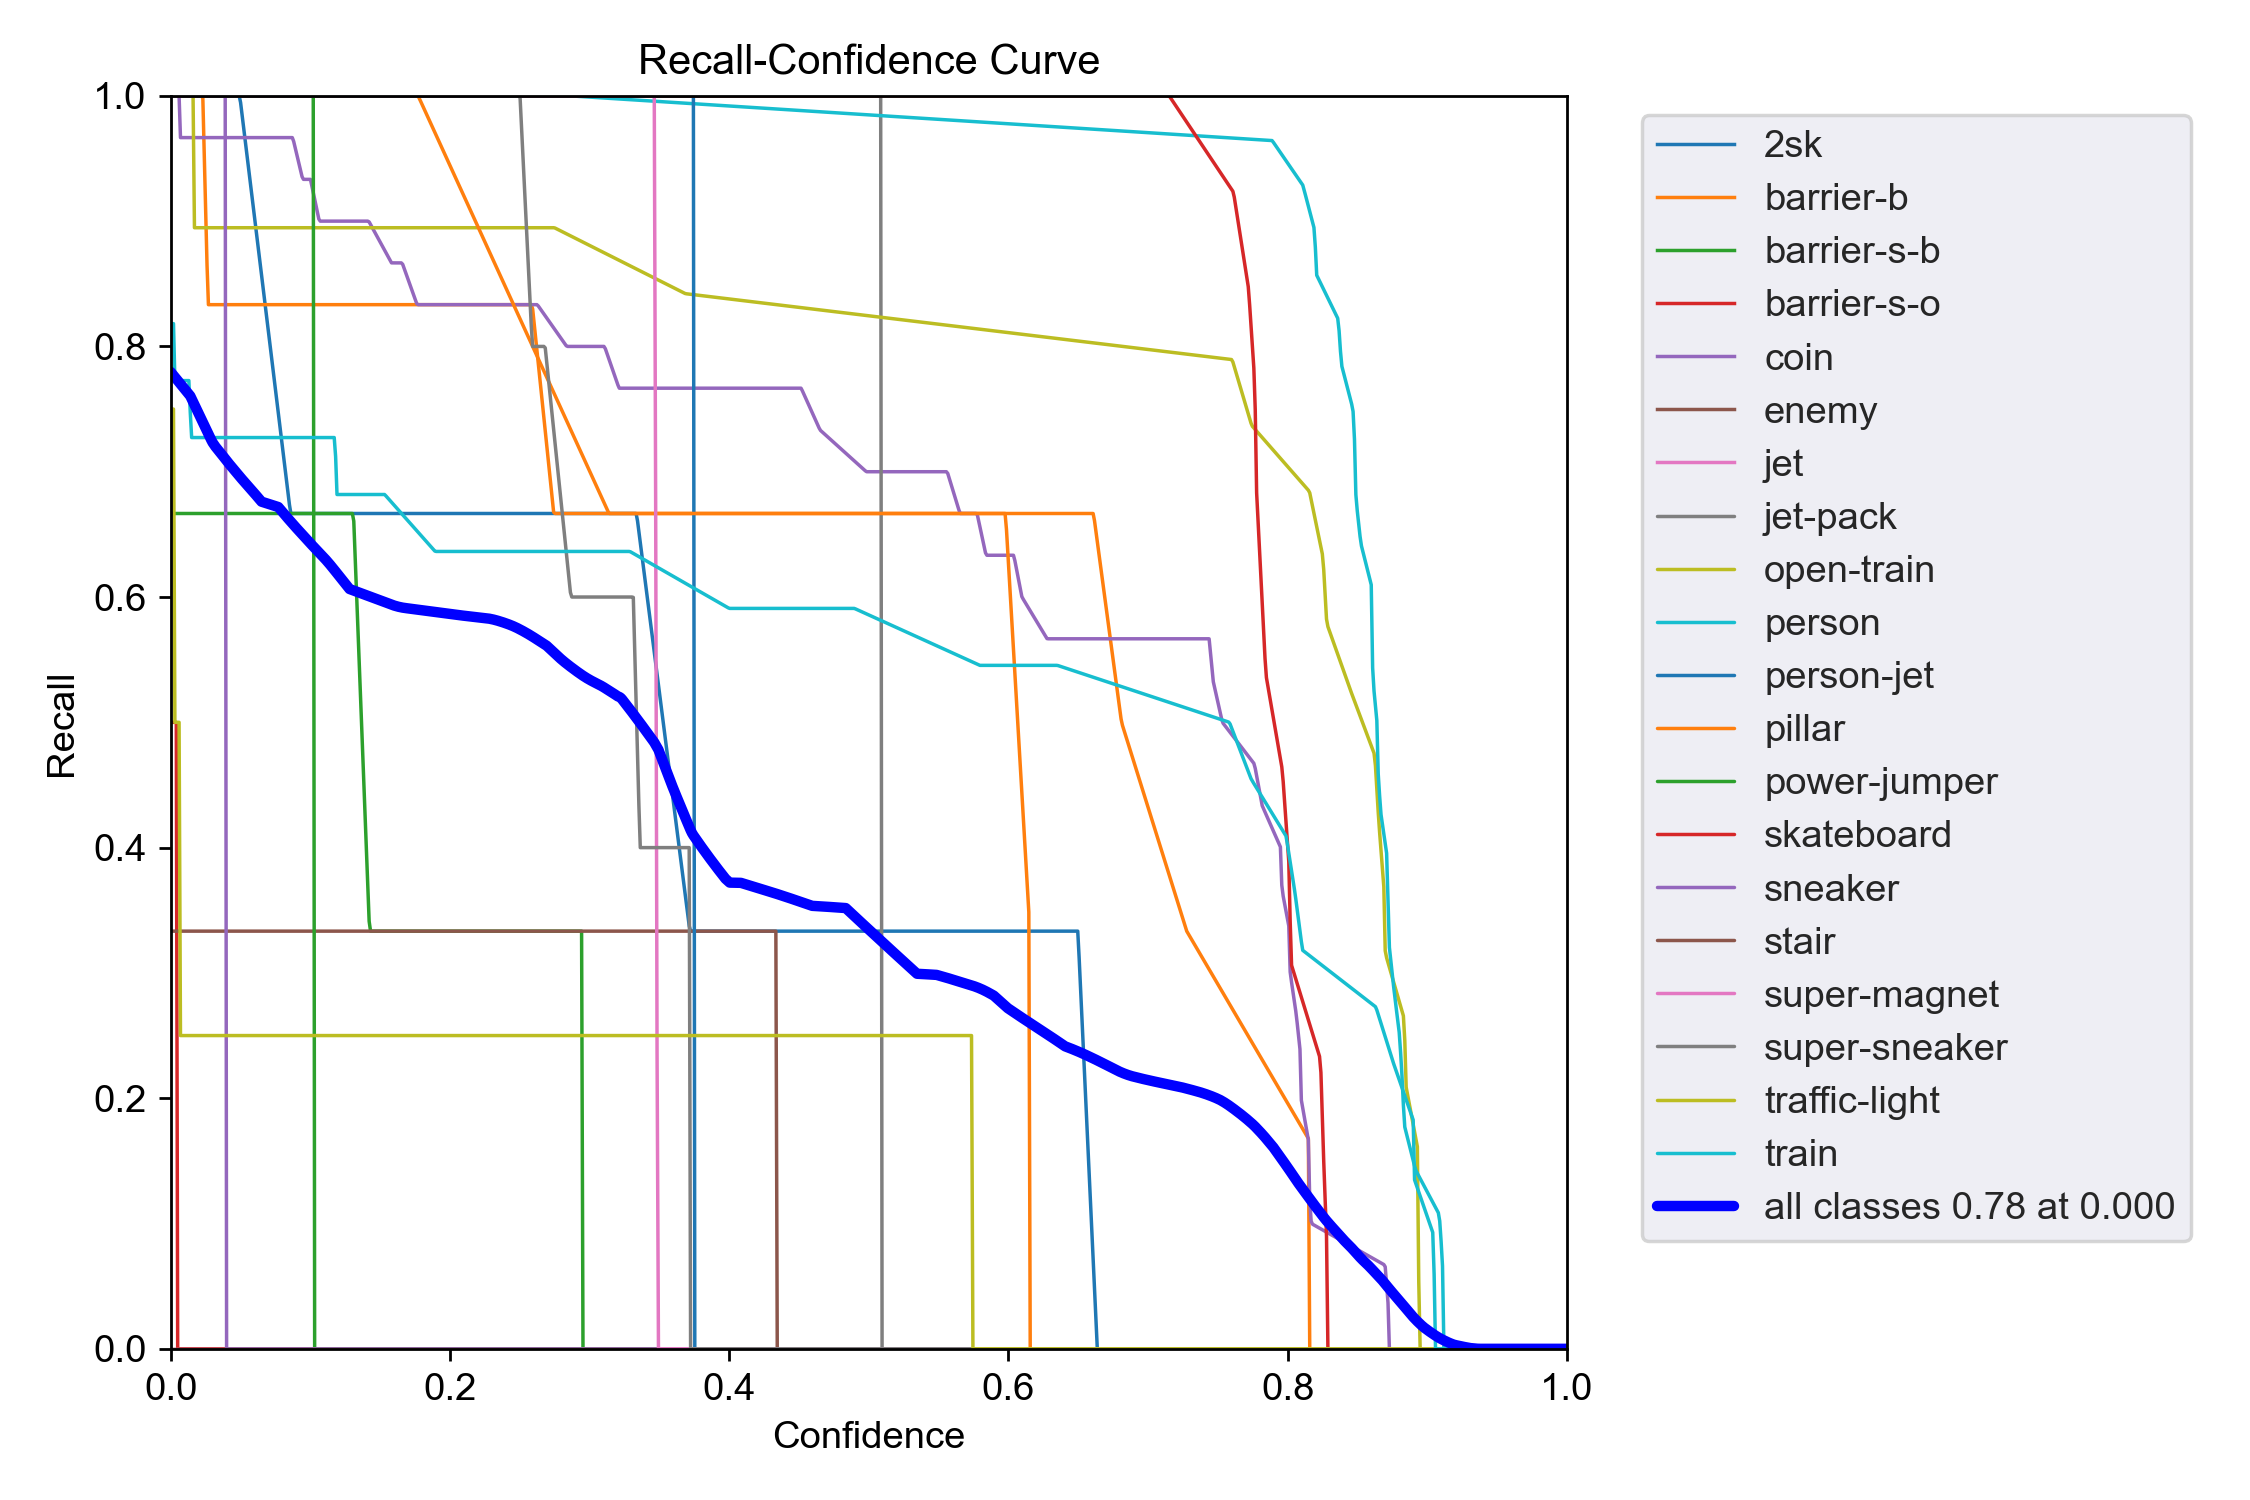 Recall-Confidence Curve
1.0
0.8
0.6
0.4
0.2
0.0
Recall
0.0 0.2 0.4 0.6 0.8 1.0
Confidence
2sk
barrier-b
barrier-s-b
barrier-s-o
coin
enemy
jet
jet-pack
open-train
person
person-jet
pillar
power-jumper
skateboard
sneaker
stair
super-magnet
super-sneaker
traffic-light
train
all classes 0.78 at 0.000